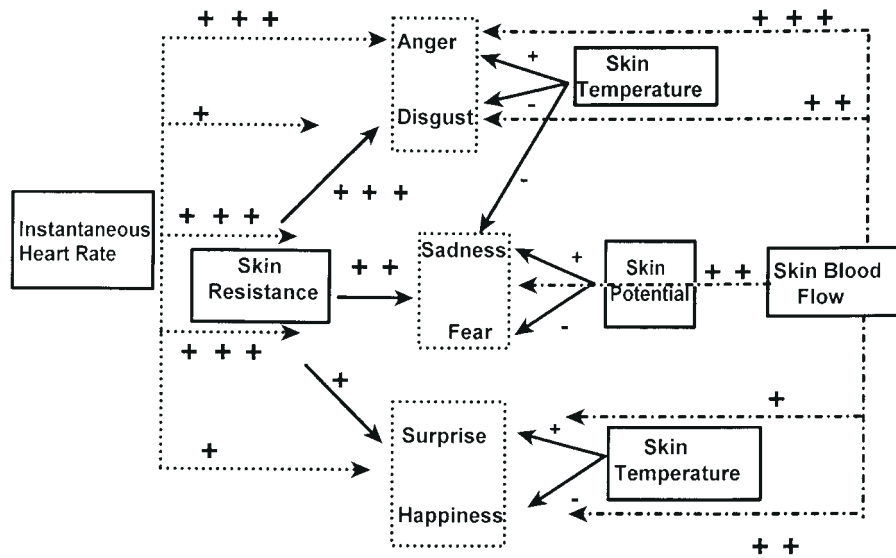 + + +
+ + +
Anger
+
Skin
Temperature
-
+
+ +
Disgust
+ + +
-
Instantaneous
Heart Rate
+ + +
Skin
Resistance
+ +
Sadness
+
Skin
Potential
+ +
Skin Blood
Flow
Fear
-
+ + +
+
+
Surprise
+
Skin
Temperature
+
-
Happiness
+ +